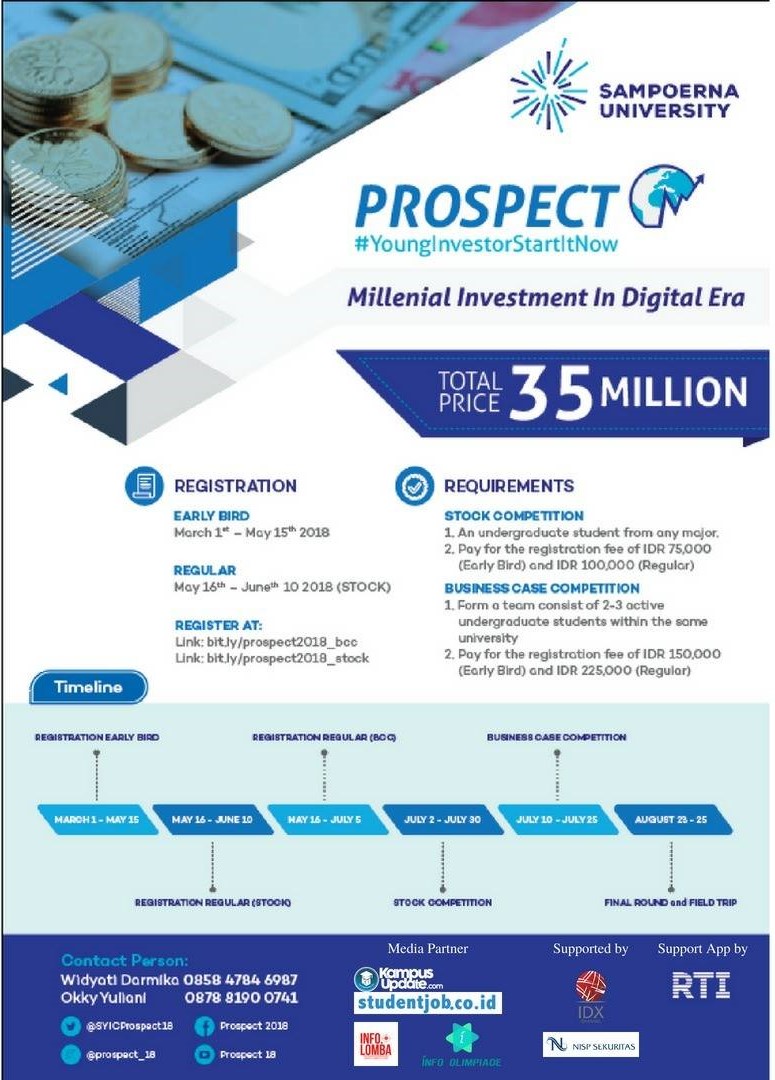 SAMPOERNA
UNIVERSITY
PROSPECT
#YoungInvestorStartItNow
Millenial Investment In Digital Era
TOTAL
PRICE 35 MILLION
REGISTRATION
EARLY BIRD
March 1st – May 15th 2018
REGULAR
May 16th – Juneth 10 2018 (STOCK)
REGISTER AT:
Link: bit.ly/prospect2018_bcc
Link: bit.ly/prospect2018_stock
REQUIREMENTS
STOCK COMPETITION
1. An undergraduate student from any major.
2. Pay for the registration fee of IDR 75,000
(Early Bird) and IDR 100,000 (Regular)
BUSINESS CASE COMPETITION
1. Form a team consist of 2-3 active
undergraduate students within the same
university
2. Pay for the registration fee of IDR 150,000
(Early Bird) and IDR 225,000 (Regular)
Timeline
REGISTRATION EARLY BIRD
REGISTRATION REGULAR (BCC)
BUSINESS CASE COMPETITION
MARCH 1 - MAY 15
MAY 16 - JUNE 10
MAY 16 - JULY 5
JULY 2 - JULY 30
JULY 10 - JULY 25
AUGUST 23 - 25
REGISTRATION REGULAR (STOCK)
STOCK COMPETITION
FINAL ROUND and FIELD TRIP
Contact Person:
Widyati Darmika 0858 4784 6987
Okky Yuliani 0878 8190 0741
@SYICProspect18
Prospect 2018
@prospect_18
Prospect 18
Media Partner
Kampus
Update.com
studentjob.co.id
INFO
LOMBA
INFO OLIMPIADE
Supported by
IDX
NISP SEKURITAS
Support App by
RTI